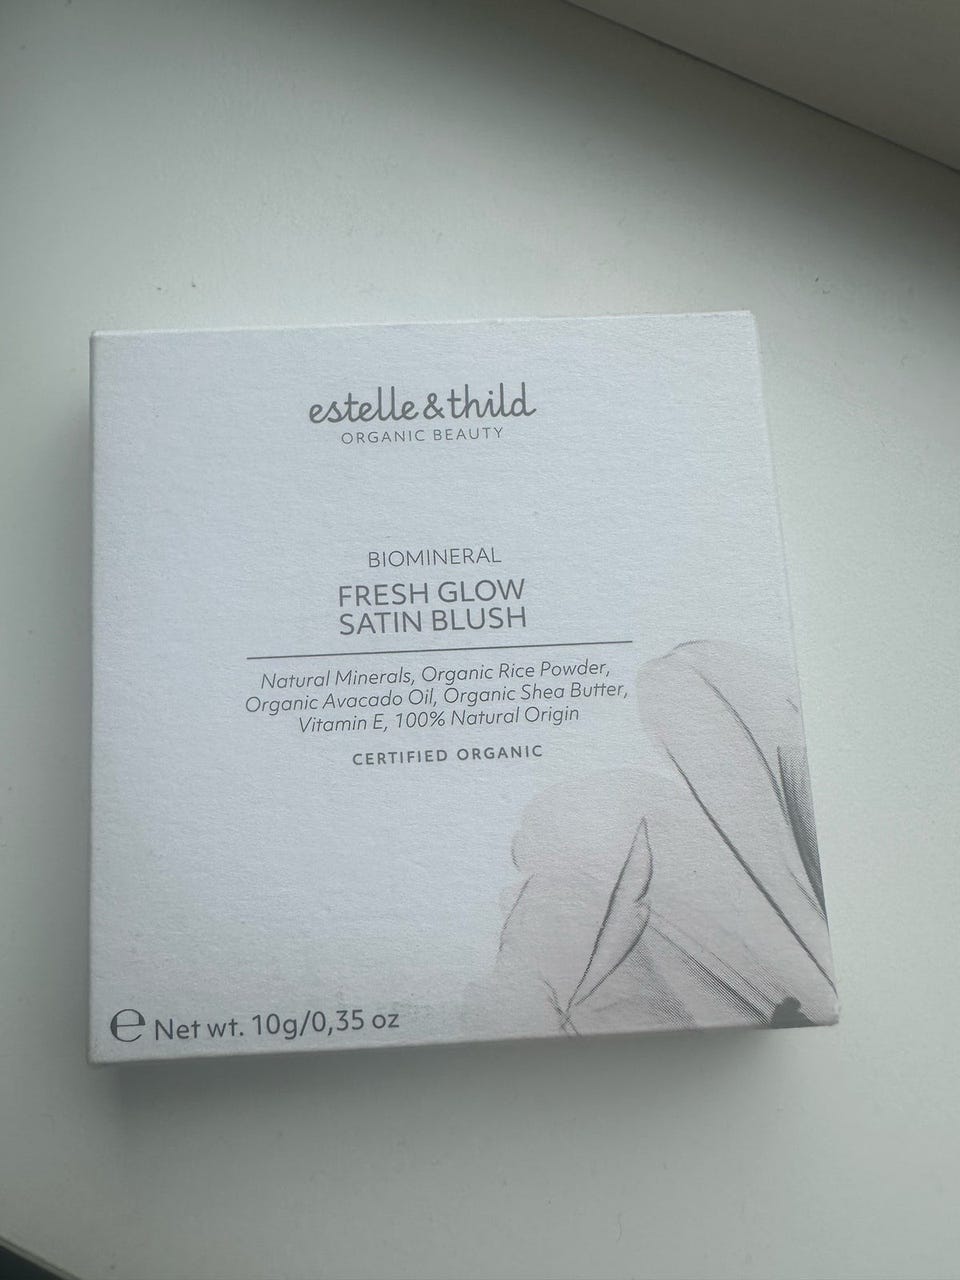 estelle & thild
ORGANIC BEAUTY
BIOMINERAL
FRESH GLOW
SATIN BLUSH
Natural Minerals, Organic Rice Powder,
Organic Avacado Oil, Organic Shea Butter,
Vitamin E, 100% Natural Origin
CERTIFIED ORGANIC
℮ Net wt. 10g/0,35 oz